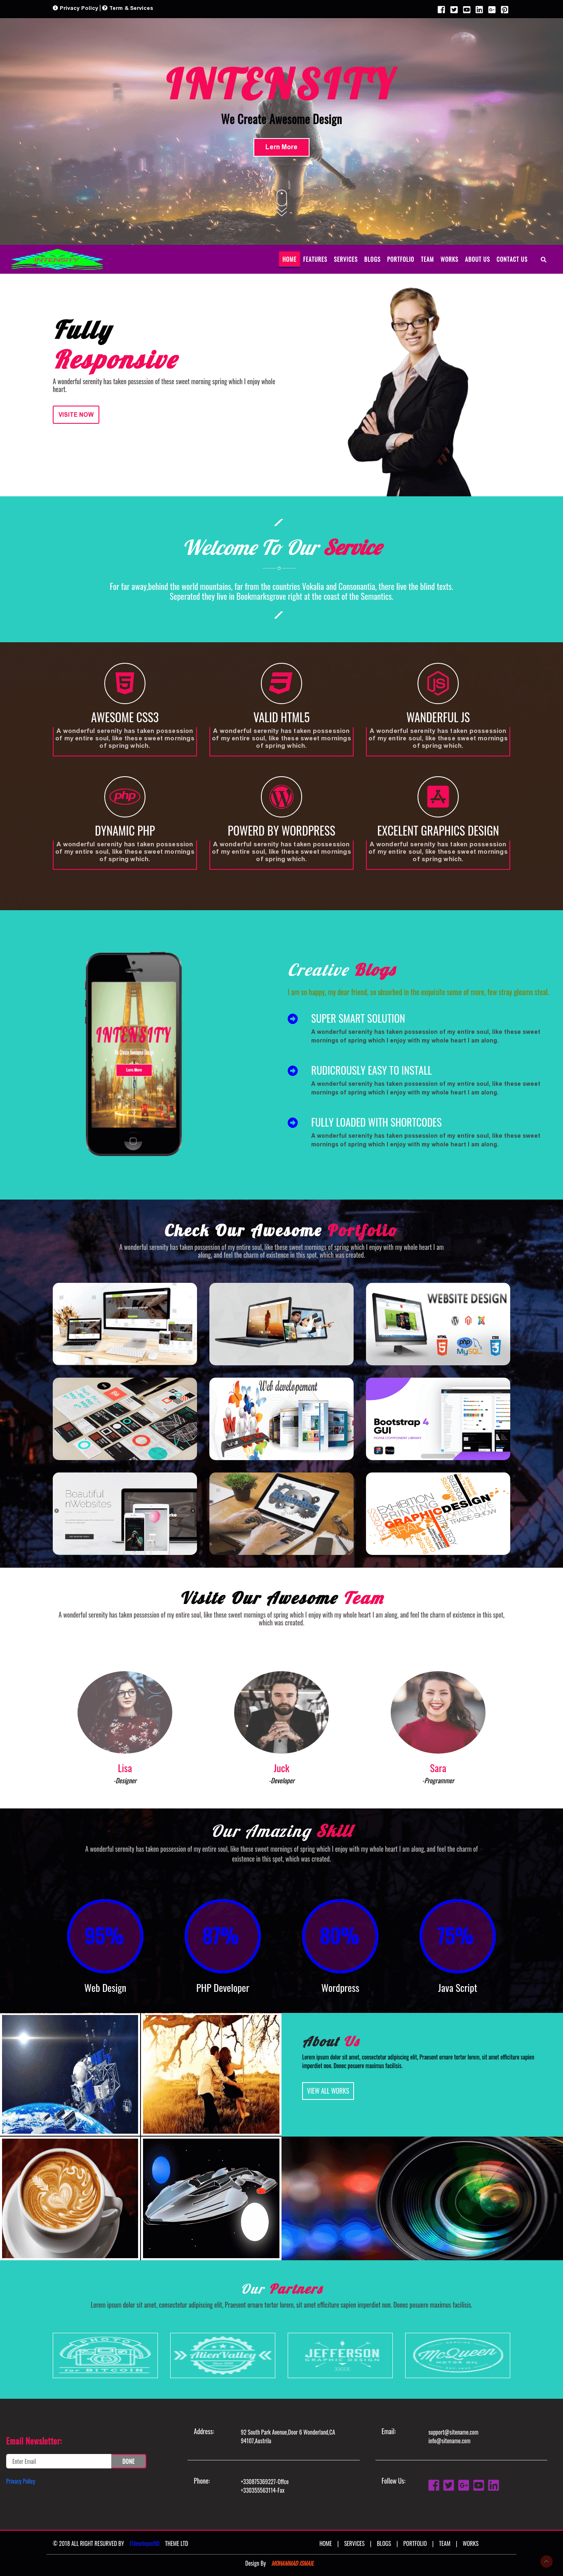 Privacy Policy | Term & Services
INTENSITY
We Create Awesome Design
Lern More
INTENSITY
HOME FEATURES SERVICES BLOGS PORTFOLIO TEAM WORKS ABOUT US CONTACT US
Fully
Responsive
A wonderful serenity has taken possession of these sweet morning spring which I enjoy whole
heart.
VISITE NOW
Welcome To Our Service
For far away,behind the world mountains, far from the countries Vokalia and Consonantia, there live the blind texts.
Seperated they live in Bookmarksgrove right at the coast of the Semantics.
AWESOME CSS3
A wonderful serenity has taken possession
of my entire soul, like these sweet mornings
of spring which.
VALID HTML5
A wonderful serenity has taken possession
of my entire soul, like these sweet mornings
of spring which.
WANDERFUL JS
A wonderful serenity has taken possession
of my entire soul, like these sweet mornings
of spring which.
php
DYNAMIC PHP
A wonderful serenity has taken possession
of my entire soul, like these sweet mornings
of spring which.
POWERD BY WORDPRESS
A wonderful serenity has taken possession
of my entire soul, like these sweet mornings
of spring which.
EXCELENT GRAPHICS DESIGN
A wonderful serenity has taken possession
of my entire soul, like these sweet mornings
of spring which.
INTENSITY
We Create Awesome Design
Lern More
Creative Blogs
I am so happy, my dear friend, so absorbed in the exquisite sense of mere, few stray gleams steal.
SUPER SMART SOLUTION
A wonderful serenity has taken possession of my entire soul, like these sweet
mornings of spring which I enjoy with my whole heart I am along.
RUDICROUSLY EASY TO INSTALL
A wonderful serenity has taken possession of my entire soul, like these sweet
mornings of spring which I enjoy with my whole heart I am along.
FULLY LOADED WITH SHORTCODES
A wonderful serenity has taken possession of my entire soul, like these sweet
mornings of spring which I enjoy with my whole heart I am along.
Check Our Awesome Portfolio
A wonderful serenity has taken possession of my entire soul, like these sweet mornings of spring which I enjoy with my whole heart I am
along, and feel the charm of existence in this spot, which was created.
WEBSITE DESIGN
HTML
php
MySQL
CSS
Web developement
Bootstrap 4
GUI
Beautiful
nWebsites
EXHIBITION
PRINTING
GRAPHIC DESIGN
TRADE-SHOW
Visite Our Awesome Team
A wonderful serenity has taken possession of my entire soul, like these sweet mornings of spring which I enjoy with my whole heart I am along, and feel the charm of existence in this spot,
which was created.
Lisa
-Designer
Juck
-Developer
Sara
-Programmer
Our Amazing Skill
A wonderful serenity has taken possession of my entire soul, like these sweet mornings of spring which I enjoy with my whole heart I am along, and feel the charm of
existence in this spot, which was created.
95%
87%
80%
75%
Web Design
PHP Developer
Wordpress
Java Script
About Us
Lorem ipsum dolor sit amet, consectetur adipiscing elit, Praesent ornare tortor lorem, sit amet efficiture sapien
imperdiet non. Donec posuere maximus facilisis.
VIEW ALL WORKS
Our Partners
Lorem ipsum dolor sit amet, consectetur adipiscing elit, Praesent ornare tortor lorem, sit amet efficiture sapien imperdiet non. Donec posuere maximus facilisis.
PHOTO
for BITCOIN
AlienValley
JEFFERSON
GRAPHIC DESIGN
McQueen
MOTOR OIL
Email Newsletter:
Enter Email
DONE
Privacy Policy
Address:
92 South Park Avenue,Door 6 Wonderland,CA
94107,Austrila
Phone:
+330875369227-Office
+330355563114-Fax
Email:
support@sitename.com
info@sitename.com
Follow Us:
© 2018 ALL RIGHT RESURVED BY
THEME LTD
HOME | SERVICES | BLOGS | PORTFOLIO | TEAM | WORKS
Design By MOHAMMAD ISMAIL